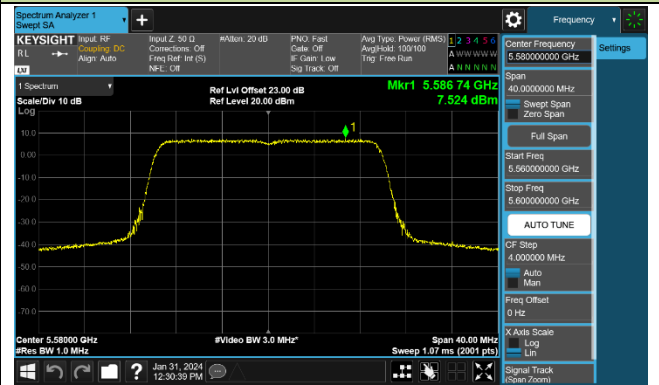 Spectrum Analyzer 1
Swept SA
+
Frequency
KEYSIGHT
RL
LXI
Input: RF
Coupling: DC
Align: Auto
Input Z: 50 Ω
Corrections: Off
Freq Ref: Int (S)
NFE: Off
#Atten: 20 dB
PNO: Fast
Gate: Off
IF Gain: Low
Sig Track: Off
Avg Type: Power (RMS)
Avg|Hold: 100/100
Trig: Free Run
1 2 3 4 5 6
A W W W W W
A N N N N N
Center Frequency
5.580000000 GHz
Settings
Span
40.0000000 MHz
Swept Span
Zero Span
Full Span
Start Freq
5.560000000 GHz
Stop Freq
5.600000000 GHz
AUTO TUNE
CF Step
4.000000 MHz
Auto
Man
Freq Offset
0 Hz
X Axis Scale
Log
Lin
Signal Track
(Span Zoom)
1 Spectrum
Scale/Div 10 dB
Log
Ref Lvl Offset 23.00 dB
Ref Level 20.00 dBm
Mkr1 5.586 74 GHz
7.524 dBm
1
10.0
0.00
-10.0
-20.0
-30.0
-40.0
-50.0
-60.0
-70.0
Center 5.58000 GHz
#Res BW 1.0 MHz
#Video BW 3.0 MHz*
Span 40.00 MHz
Sweep 1.07 ms (2001 pts)
?
Jan 31, 2024
12:30:39 PM